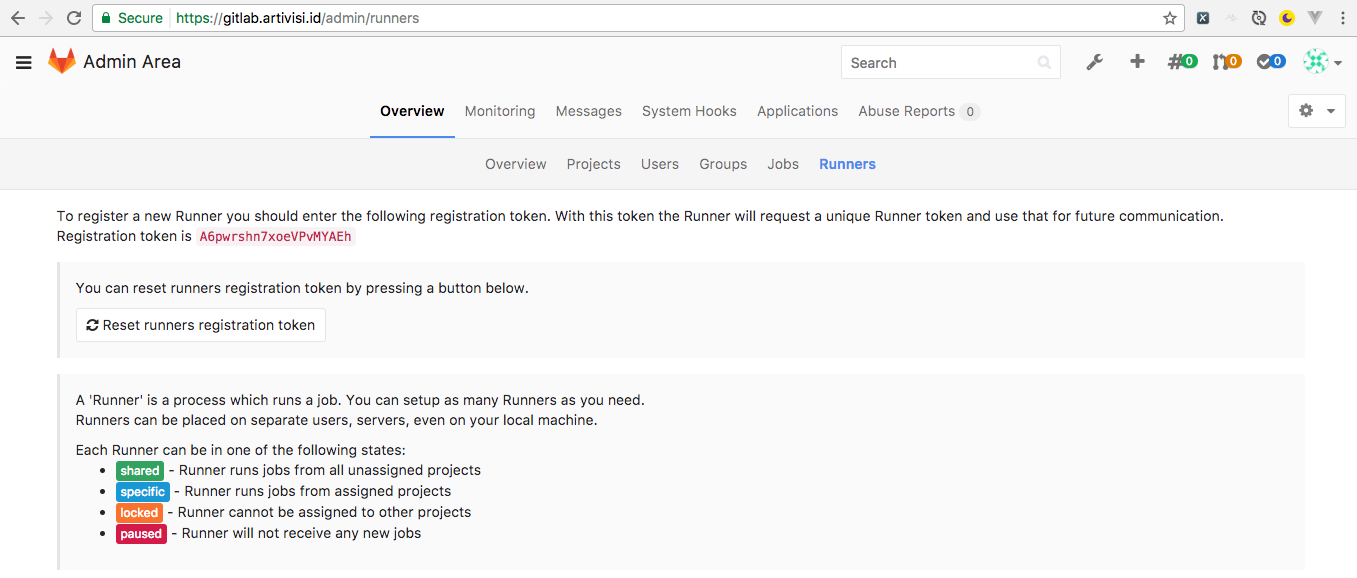 Secure https://gitlab.artivisi.id/admin/runners
Admin Area Search 0 0 0
Overview Monitoring Messages System Hooks Applications Abuse Reports 0
Overview Projects Users Groups Jobs Runners
To register a new Runner you should enter the following registration token. With this token the Runner will request a unique Runner token and use that for future communication.
Registration token is A6pwrshn7xoeVPvMYAEh
You can reset runners registration token by pressing a button below.
Reset runners registration token
A 'Runner' is a process which runs a job. You can setup as many Runners as you need.
Runners can be placed on separate users, servers, even on your local machine.
Each Runner can be in one of the following states:
• shared - Runner runs jobs from all unassigned projects
• specific - Runner runs jobs from assigned projects
• locked - Runner cannot be assigned to other projects
• paused - Runner will not receive any new jobs